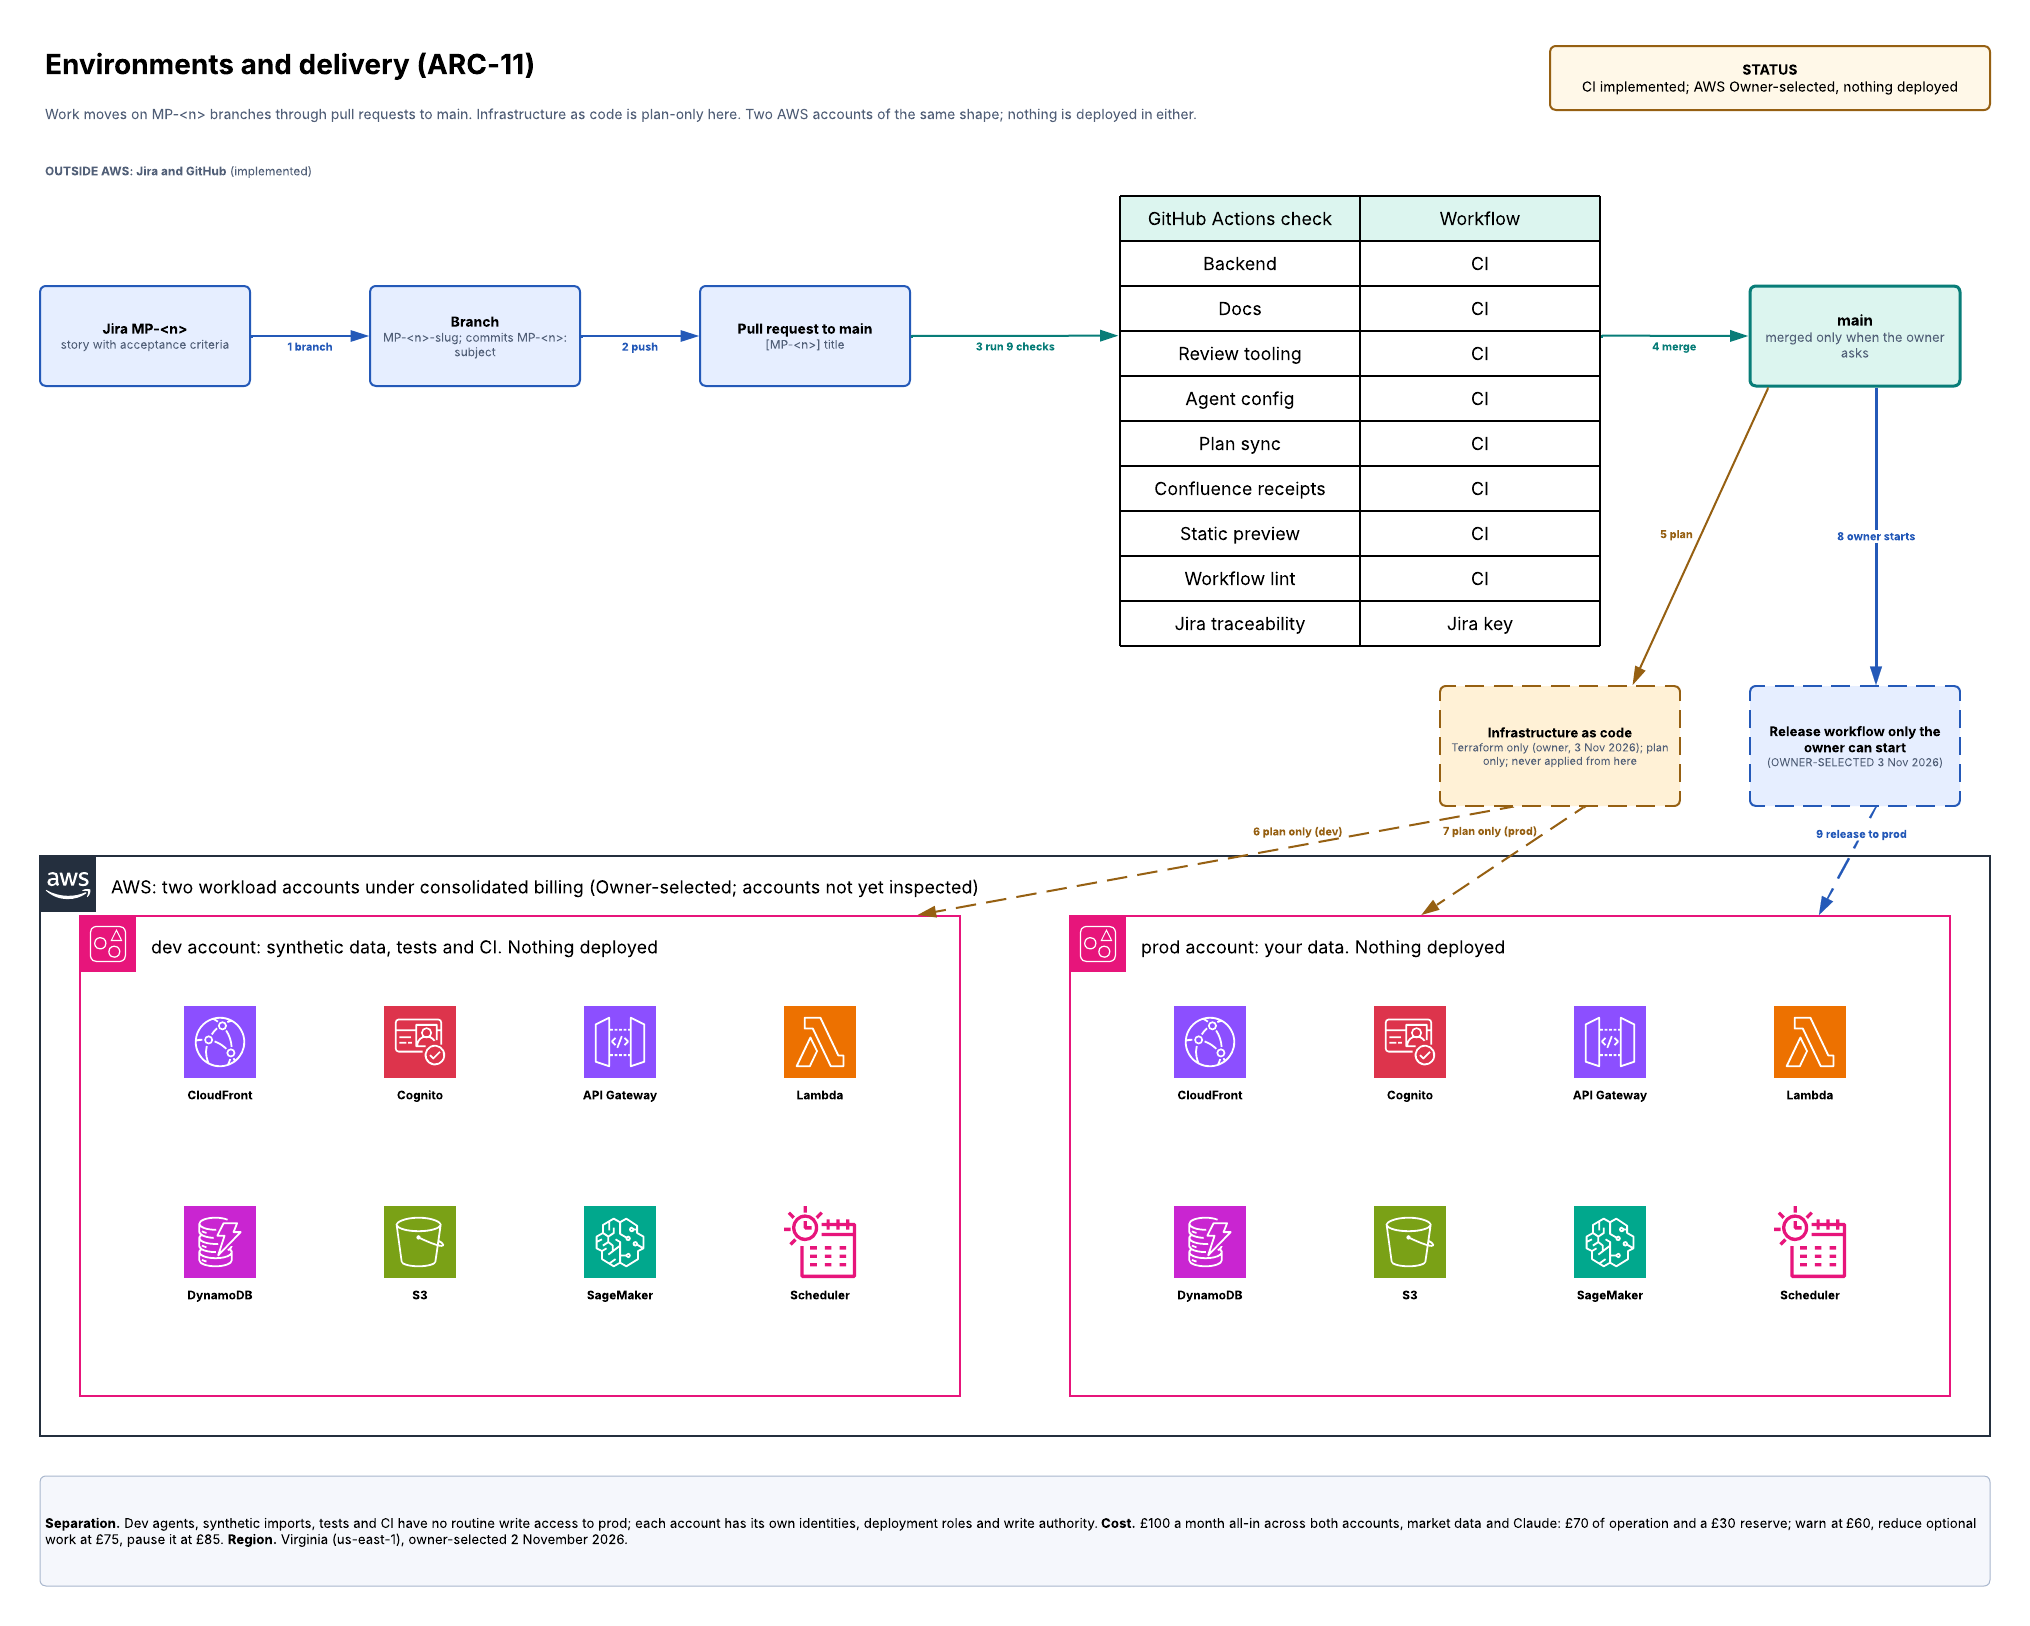 Environments and delivery (ARC-11)
STATUS
CI implemented; AWS Owner-selected, nothing deployed
Work moves on MP-<n> branches through pull requests to main. Infrastructure as code is plan-only here. Two AWS accounts of the same shape; nothing is deployed in either.
OUTSIDE AWS: Jira and GitHub (implemented)
Jira MP-<n>
story with acceptance criteria
1 branch
Branch
MP-<n>-slug; commits MP-<n>:
subject
2 push
Pull request to main
[MP-<n>] title
3 run 9 checks
GitHub Actions check Workflow
Backend CI
Docs CI
Review tooling CI
Agent config CI
Plan sync CI
Confluence receipts CI
Static preview CI
Workflow lint CI
Jira traceability Jira key
4 merge
main
merged only when the owner
asks
5 plan
8 owner starts
Infrastructure as code
Terraform only (owner, 3 Nov 2026); plan
only; never applied from here
Release workflow only the
owner can start
(OWNER-SELECTED 3 Nov 2026)
6 plan only (dev)
7 plan only (prod)
9 release to prod
aws
AWS: two workload accounts under consolidated billing (Owner-selected; accounts not yet inspected)
dev account: synthetic data, tests and CI. Nothing deployed
CloudFront
Cognito
API Gateway
Lambda
DynamoDB
S3
SageMaker
Scheduler
prod account: your data. Nothing deployed
CloudFront
Cognito
API Gateway
Lambda
DynamoDB
S3
SageMaker
Scheduler
Separation. Dev agents, synthetic imports, tests and CI have no routine write access to prod; each account has its own identities, deployment roles and write authority. Cost. £100 a month all-in across both accounts, market data and Claude: £70 of operation and a £30 reserve; warn at £60, reduce optional
work at £75, pause it at £85. Region. Virginia (us-east-1), owner-selected 2 November 2026.